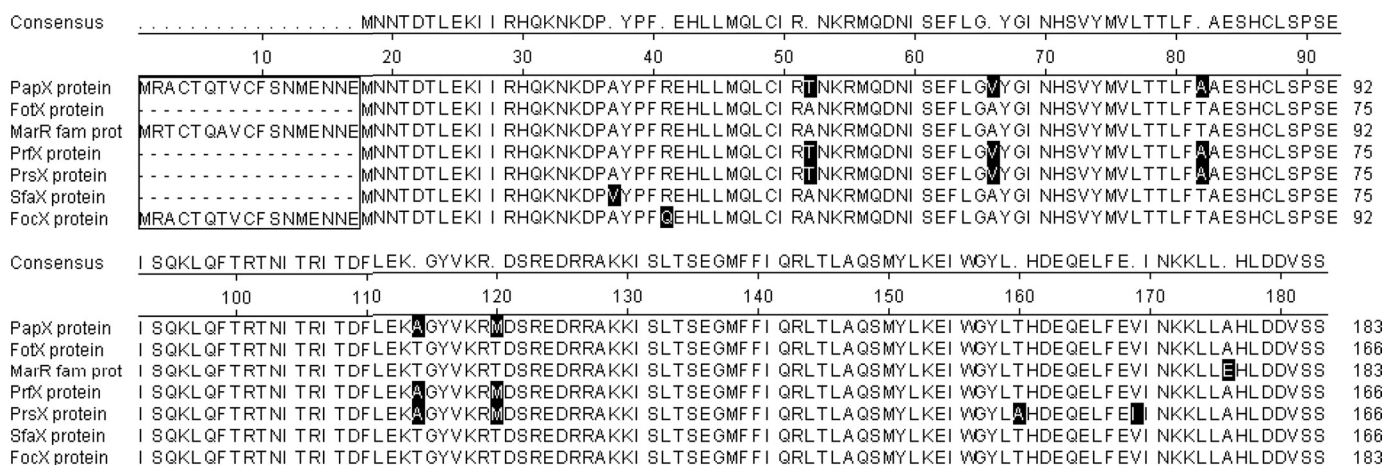 Consensus . . . . . . . . . . . . . . . . . MNNTDTLEKIIRHQKNKDP.YPF.EHLLMQLCIR.NKRMQDNISEFLG.YGINHSVYMVLTTLF.AESHCLSPSE
10 20 30 40 50 60 70 80 90
PapX protein MRACTQTVCFSNMENNEMNNTDTLEKIIRHQKNKDPAYPFREHLLMQLCIRTNKRMQDNISEFLGVYGINHSVYMVLTTLFAAESHCLSPSE 92
FotX protein - - - - - - - - - - - - - - - - - MNNTDTLEKIIRHQKNKDPAYPFREHLLMQLCIRANKRMQDNISEFLGAYGINHSVYMVLTTLFTAESHCLSPSE 75
MarR fam prot MRTCTQAVCFSNMENNEMNNTDTLEKIIRHQKNKDPAYPFREHLLMQLCIRANKRMQDNISEFLGAYGINHSVYMVLTTLFTAESHCLSPSE 92
PrfX protein - - - - - - - - - - - - - - - - - MNNTDTLEKIIRHQKNKDPAYPFREHLLMQLCIRTNKRMQDNISEFLGVYGINHSVYMVLTTLFAAESHCLSPSE 75
PrsX protein - - - - - - - - - - - - - - - - - MNNTDTLEKIIRHQKNKDPAYPFREHLLMQLCIRTNKRMQDNISEFLGVYGINHSVYMVLTTLFAAESHCLSPSE 75
SfaX protein - - - - - - - - - - - - - - - - - MNNTDTLEKIIRHQKNKDPVYPFREHLLMQLCIRANKRMQDNISEFLGAYGINHSVYMVLTTLFTAESHCLSPSE 75
FocX protein MRACTQTVCFSNMENNEMNNTDTLEKIIRHQKNKDPAYPFQEHLLMQLCIRANKRMQDNISEFLGAYGINHSVYMVLTTLFTAESHCLSPSE 92
Consensus ISQKLQFTRTNITRITDFLEK.GYVKR.DSREDRRAKKISLTSEGMFFIQRLTLAQSMYLKEIWGYL.HDEQELFE.INKKLL.HLDDVSS
100 110 120 130 140 150 160 170 180
PapX protein ISQKLQFTRTNITRITDFLEKAGYVKRMDSREDRRAKKISLTSEGMFFIQRLTLAQSMYLKEIWGYLTHDEQELFEVINKKLLAHLDDVSS 183
FotX protein ISQKLQFTRTNITRITDFLEKTGYVKRTDSREDRRAKKISLTSEGMFFIQRLTLAQSMYLKEIWGYLTHDEQELFEVINKKLLAHLDDVSS 166
MarR fam prot ISQKLQFTRTNITRITDFLEKTGYVKRTDSREDRRAKKISLTSEGMFFIQRLTLAQSMYLKEIWGYLTHDEQELFEVINKKLLEHLDDVSS 183
PrfX protein ISQKLQFTRTNITRITDFLEKAGYVKRMDSREDRRAKKISLTSEGMFFIQRLTLAQSMYLKEIWGYLTHDEQELFEVINKKLLAHLDDVSS 166
PrsX protein ISQKLQFTRTNITRITDFLEKAGYVKRMDSREDRRAKKISLTSEGMFFIQRLTLAQSMYLKEIWGYLAHDEQELFEIINKKLLAHLDDVSS 166
SfaX protein ISQKLQFTRTNITRITDFLEKTGYVKRTDSREDRRAKKISLTSEGMFFIQRLTLAQSMYLKEIWGYLTHDEQELFEVINKKLLAHLDDVSS 166
FocX protein ISQKLQFTRTNITRITDFLEKTGYVKRTDSREDRRAKKISLTSEGMFFIQRLTLAQSMYLKEIWGYLTHDEQELFEVINKKLLAHLDDVSS 183